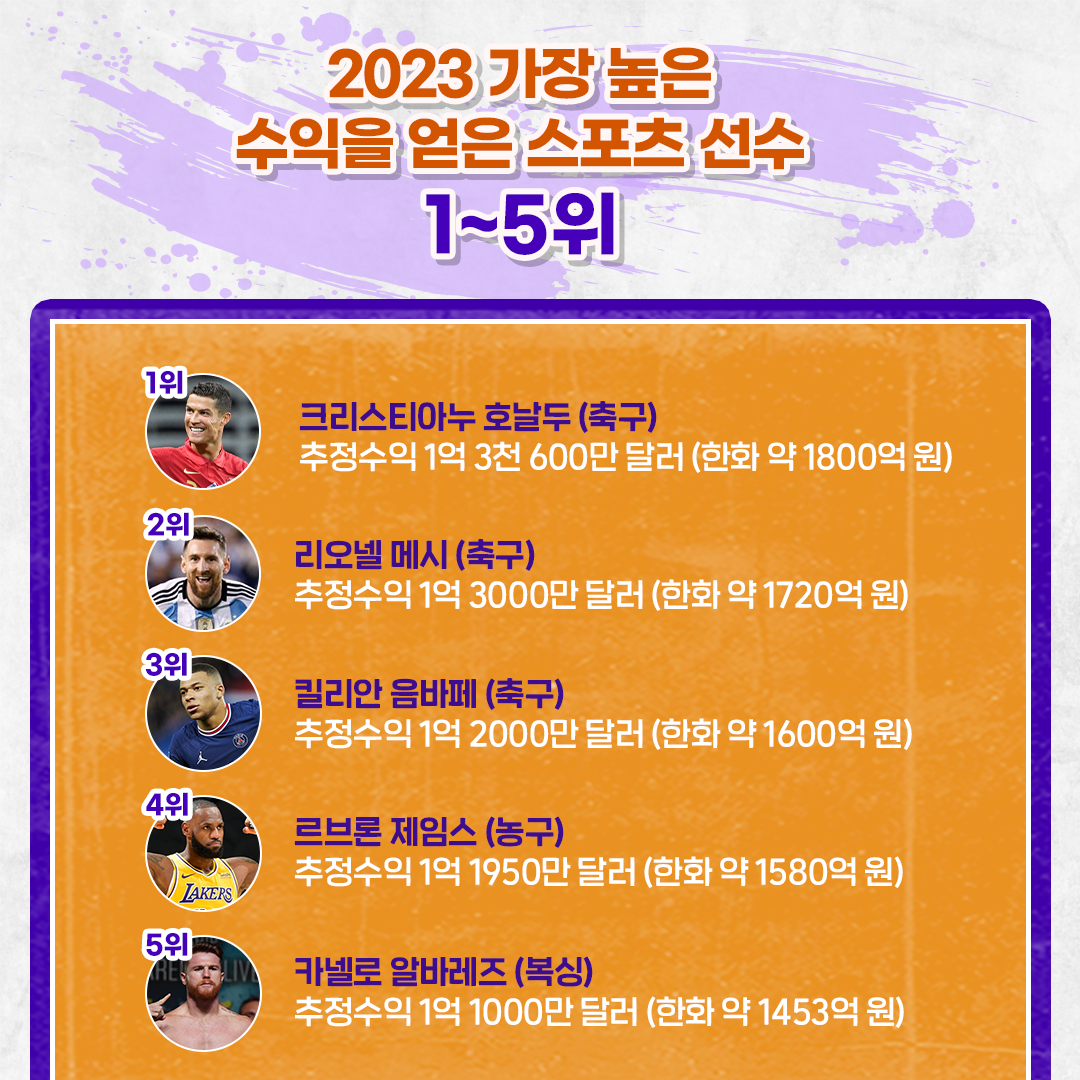 2023 가장 높은
수익을 얻은 스포츠 선수
1~5위
1위
크리스티아누 호날두 (축구)
추정수익 1억 3천 600만 달러 (한화 약 1800억 원)
2위
리오넬 메시 (축구)
추정수익 1억 3000만 달러 (한화 약 1720억 원)
3위
킬리안 음바페 (축구)
추정수익 1억 2000만 달러 (한화 약 1600억 원)
4위
르브론 제임스 (농구)
추정수익 1억 1950만 달러 (한화 약 1580억 원)
LAKERS
5위
카넬로 알바레즈 (복싱)
추정수익 1억 1000만 달러 (한화 약 1453억 원)